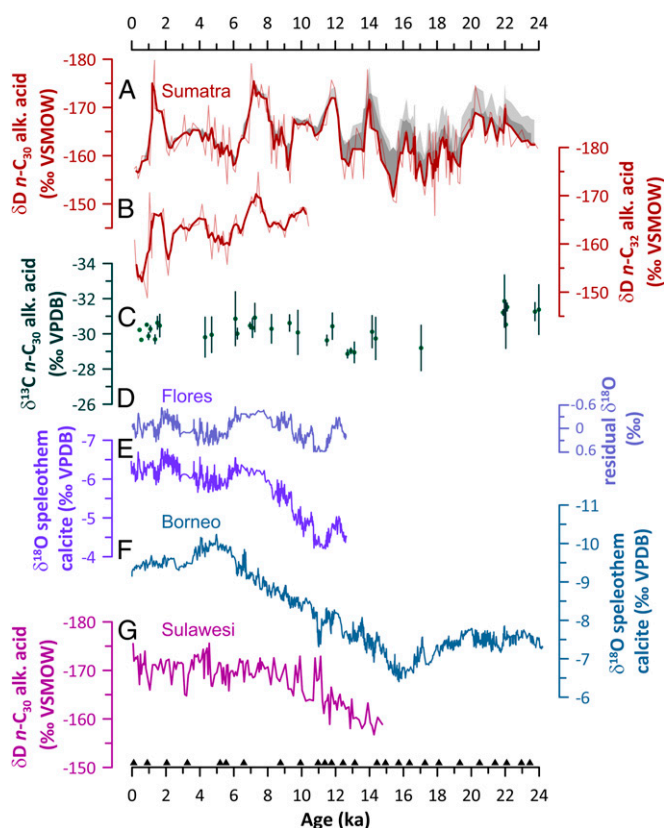 0 2 4 6 8 10 12 14 16 18 20 22 24
-180
-170
-160
-150
δD n-C30 alk. acid
(‰ VSMOW)
A
Sumatra
-180
-170
-160
-150
δD n-C32 alk. acid
(‰ VSMOW)
B
-34
-31
-30
-28
-26
δ13C n-C30 alk. acid
(‰ VPDB)
C
D
Flores
-0.6
0
0.6
residual δ18O
(‰)
-7
-6
-5
-4
δ18O speleothem
calcite (‰ VPDB)
E
F
Borneo
-11
-10
-9
-8
-7
-6
δ18O speleothem
calcite (‰ VPDB)
G
Sulawesi
-180
-170
-160
-150
δD n-C30 alk. acid
(‰ VSMOW)
0 2 4 6 8 10 12 14 16 18 20 22 24
Age (ka)